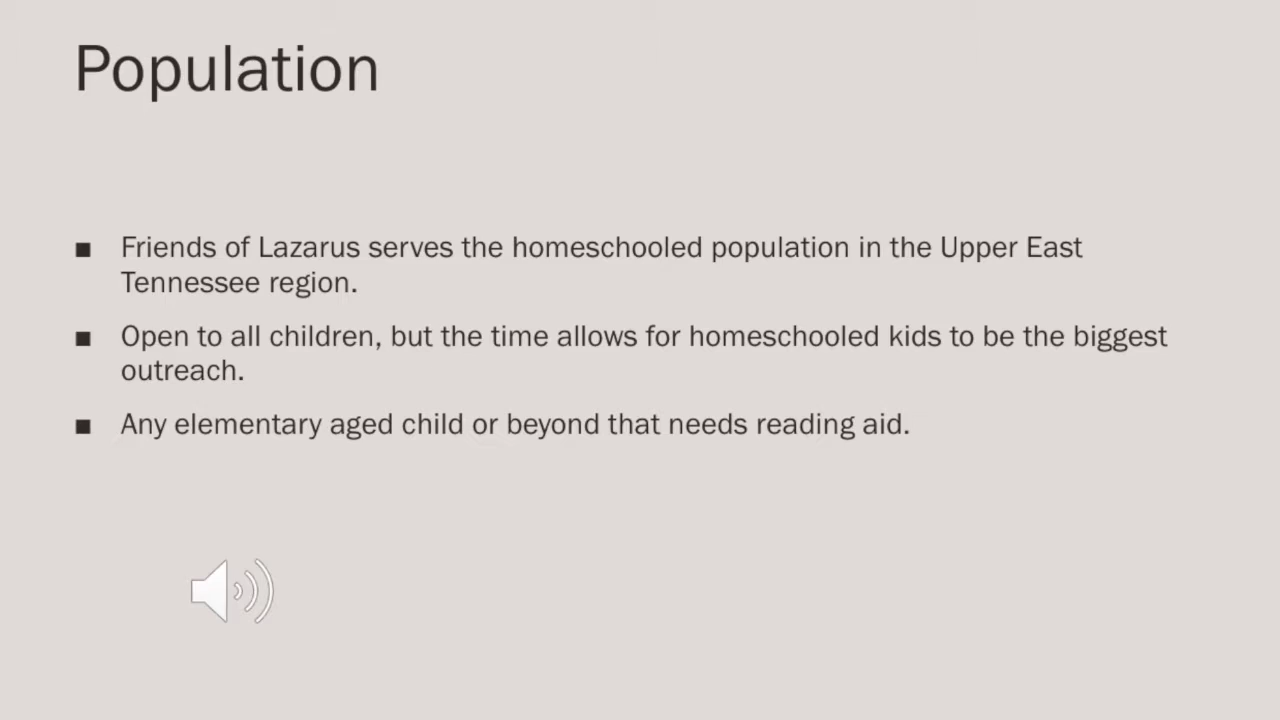 Population
▪ Friends of Lazarus serves the homeschooled population in the Upper East
Tennessee region.
▪ Open to all children, but the time allows for homeschooled kids to be the biggest
outreach.
▪ Any elementary aged child or beyond that needs reading aid.